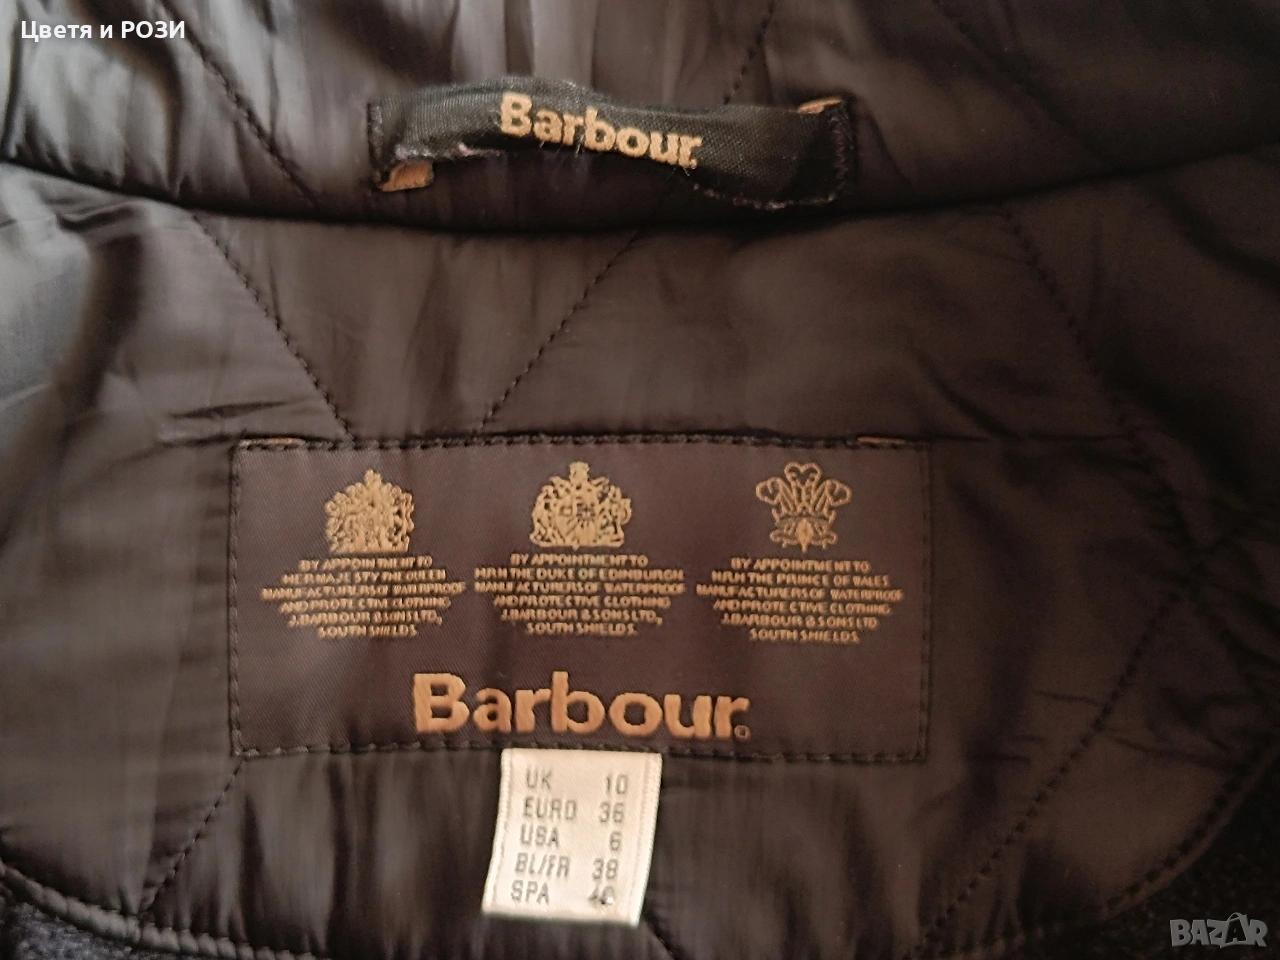 Цветя и РОЗИ
Barbour
BY APPOINTMENT TO
HER MAJESTY THE QUEEN
MANUFACTURERS OF WATERPROOF
AND PROTECTIVE CLOTHING
J.BARBOUR & SONS LTD,
SOUTH SHIELDS
BY APPOINTMENT TO
HRH THE DUKE OF EDINBURGH
MANUFACTURERS OF WATERPROOF
AND PROTECTIVE CLOTHING
J.BARBOUR & SONS LTD,
SOUTH SHIELDS.
BY APPOINTMENT TO
HRH THE PRINCE OF WALES
MANUFACTURERS OF WATERPROOF
AND PROTECTIVE CLOTHING
J.BARBOUR & SONS LTD
SOUTH SHIELDS.
Barbour
UK 10
EURO 36
USA 6
BL/FR 38
SPA 40
BAZAR